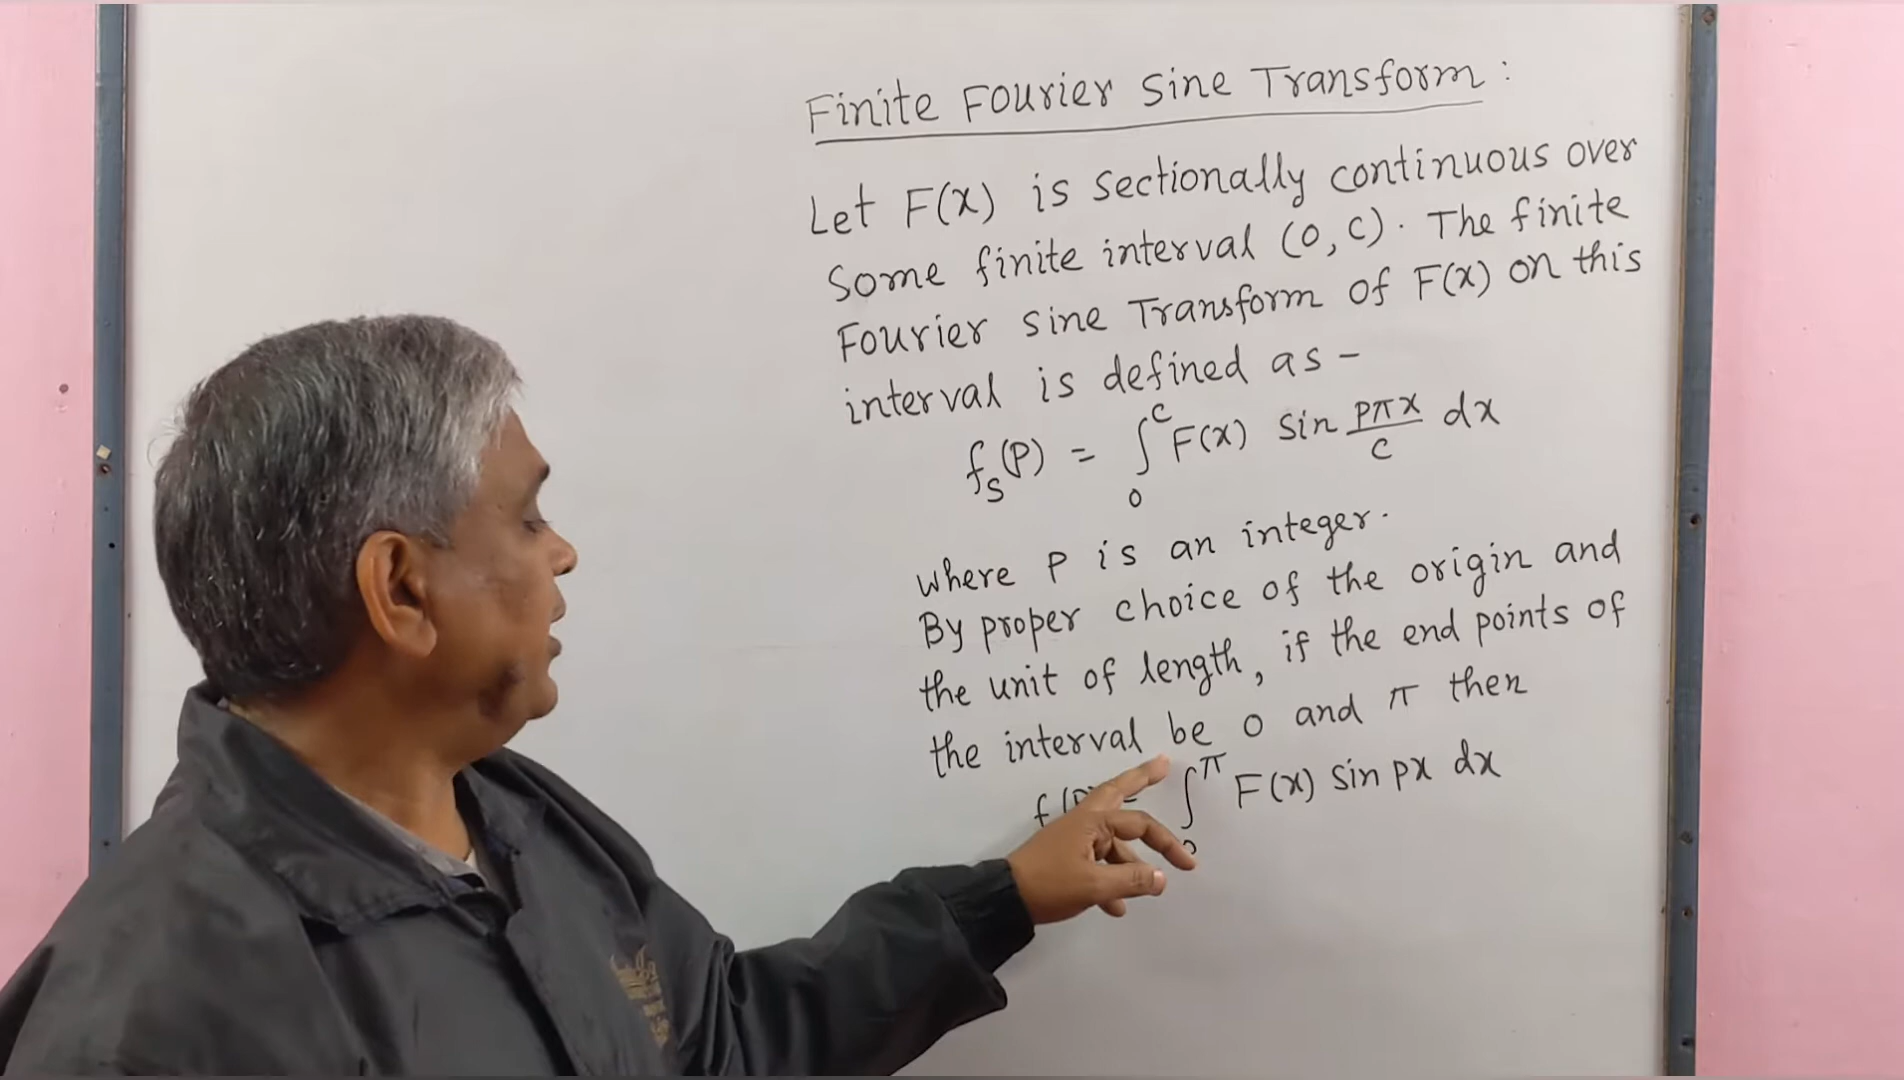 Finite Fourier Sine Transform :
Let F(x) is sectionally continuous over
Some finite interval (0, C). The finite
Fourier Sine Transform of F(x) on this
interval is defined as –
f_s(P) = ∫₀^c F(x) sin pπx/c dx
where P is an integer.
By proper choice of the origin and
the unit of length, if the end points of
the interval be 0 and π then
∫₀^π F(x) sin px dx